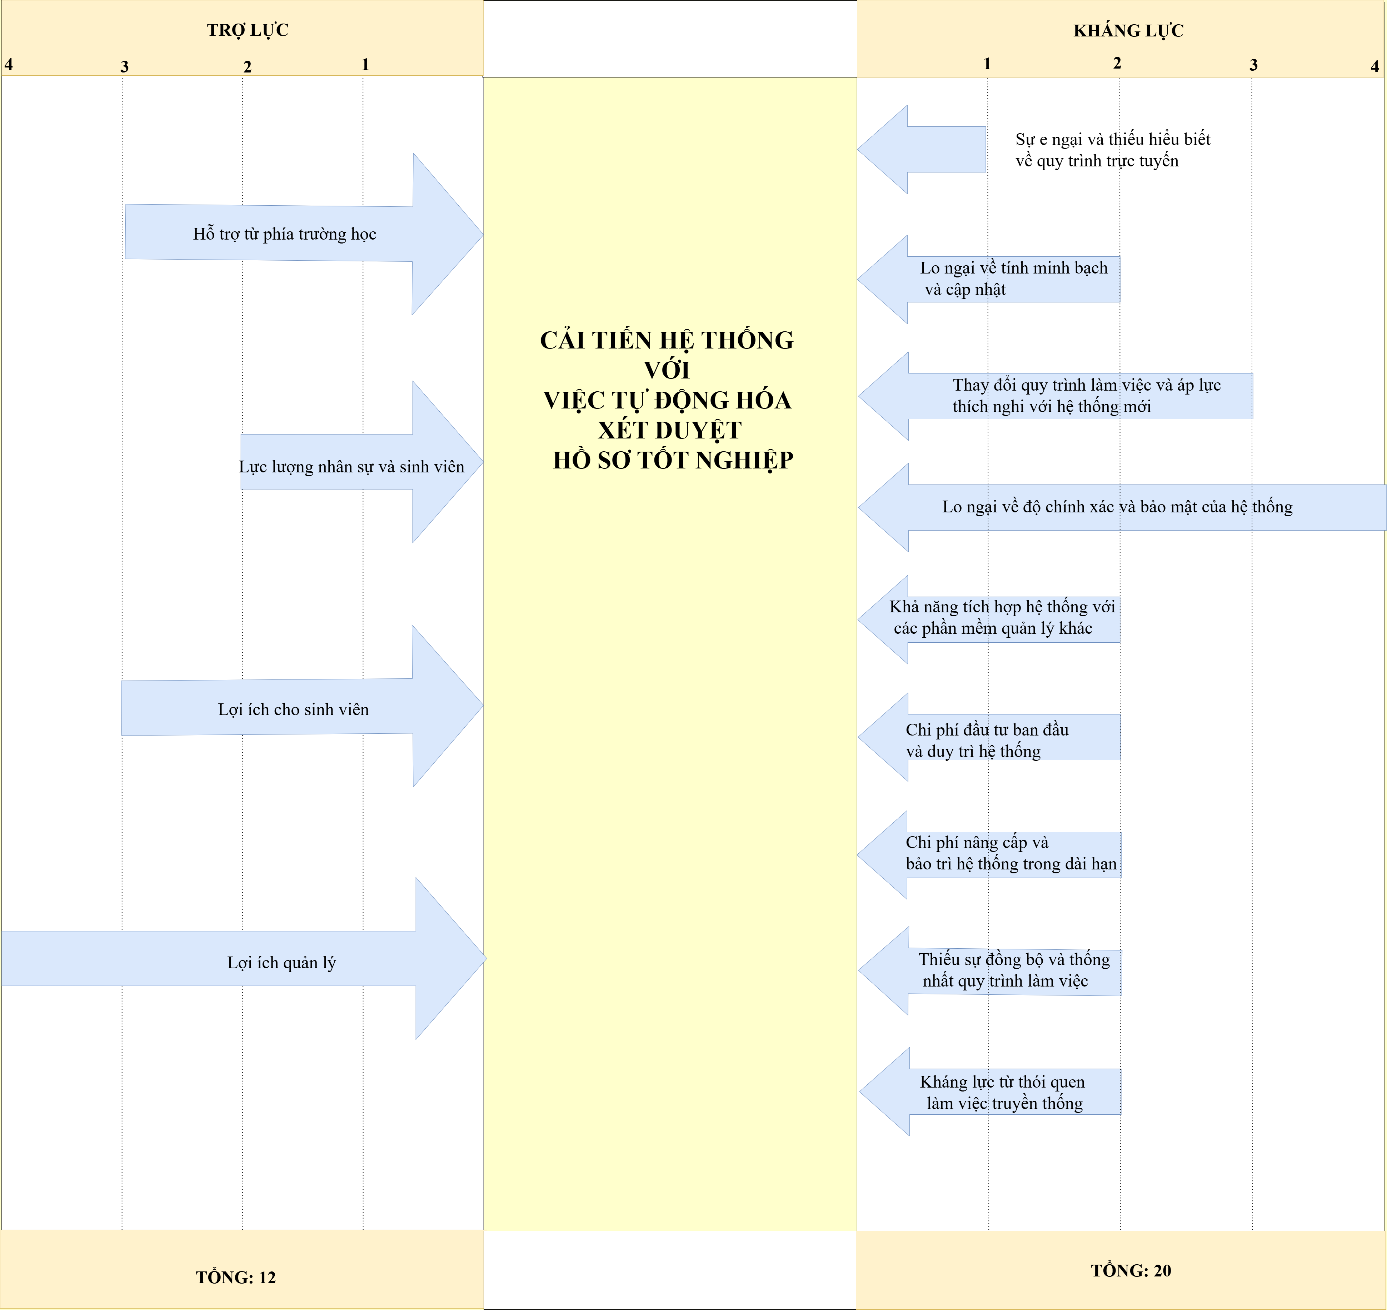 TRỢ LỰC
4 3 2 1
Hỗ trợ từ phía trường học
Lực lượng nhân sự và sinh viên
Lợi ích cho sinh viên
Lợi ích quản lý
TỔNG: 12
CẢI TIẾN HỆ THỐNG
VỚI
VIỆC TỰ ĐỘNG HÓA
XÉT DUYỆT
HỒ SƠ TỐT NGHIỆP
KHÁNG LỰC
1 2 3 4
Sự e ngại và thiếu hiểu biết
về quy trình trực tuyến
Lo ngại về tính minh bạch
và cập nhật
Thay đổi quy trình làm việc và áp lực
thích nghi với hệ thống mới
Lo ngại về độ chính xác và bảo mật của hệ thống
Khả năng tích hợp hệ thống với
các phần mềm quản lý khác
Chi phí đầu tư ban đầu
và duy trì hệ thống
Chi phí nâng cấp và
bảo trì hệ thống trong dài hạn
Thiếu sự đồng bộ và thống
nhất quy trình làm việc
Kháng lực từ thói quen
làm việc truyền thống
TỔNG: 20